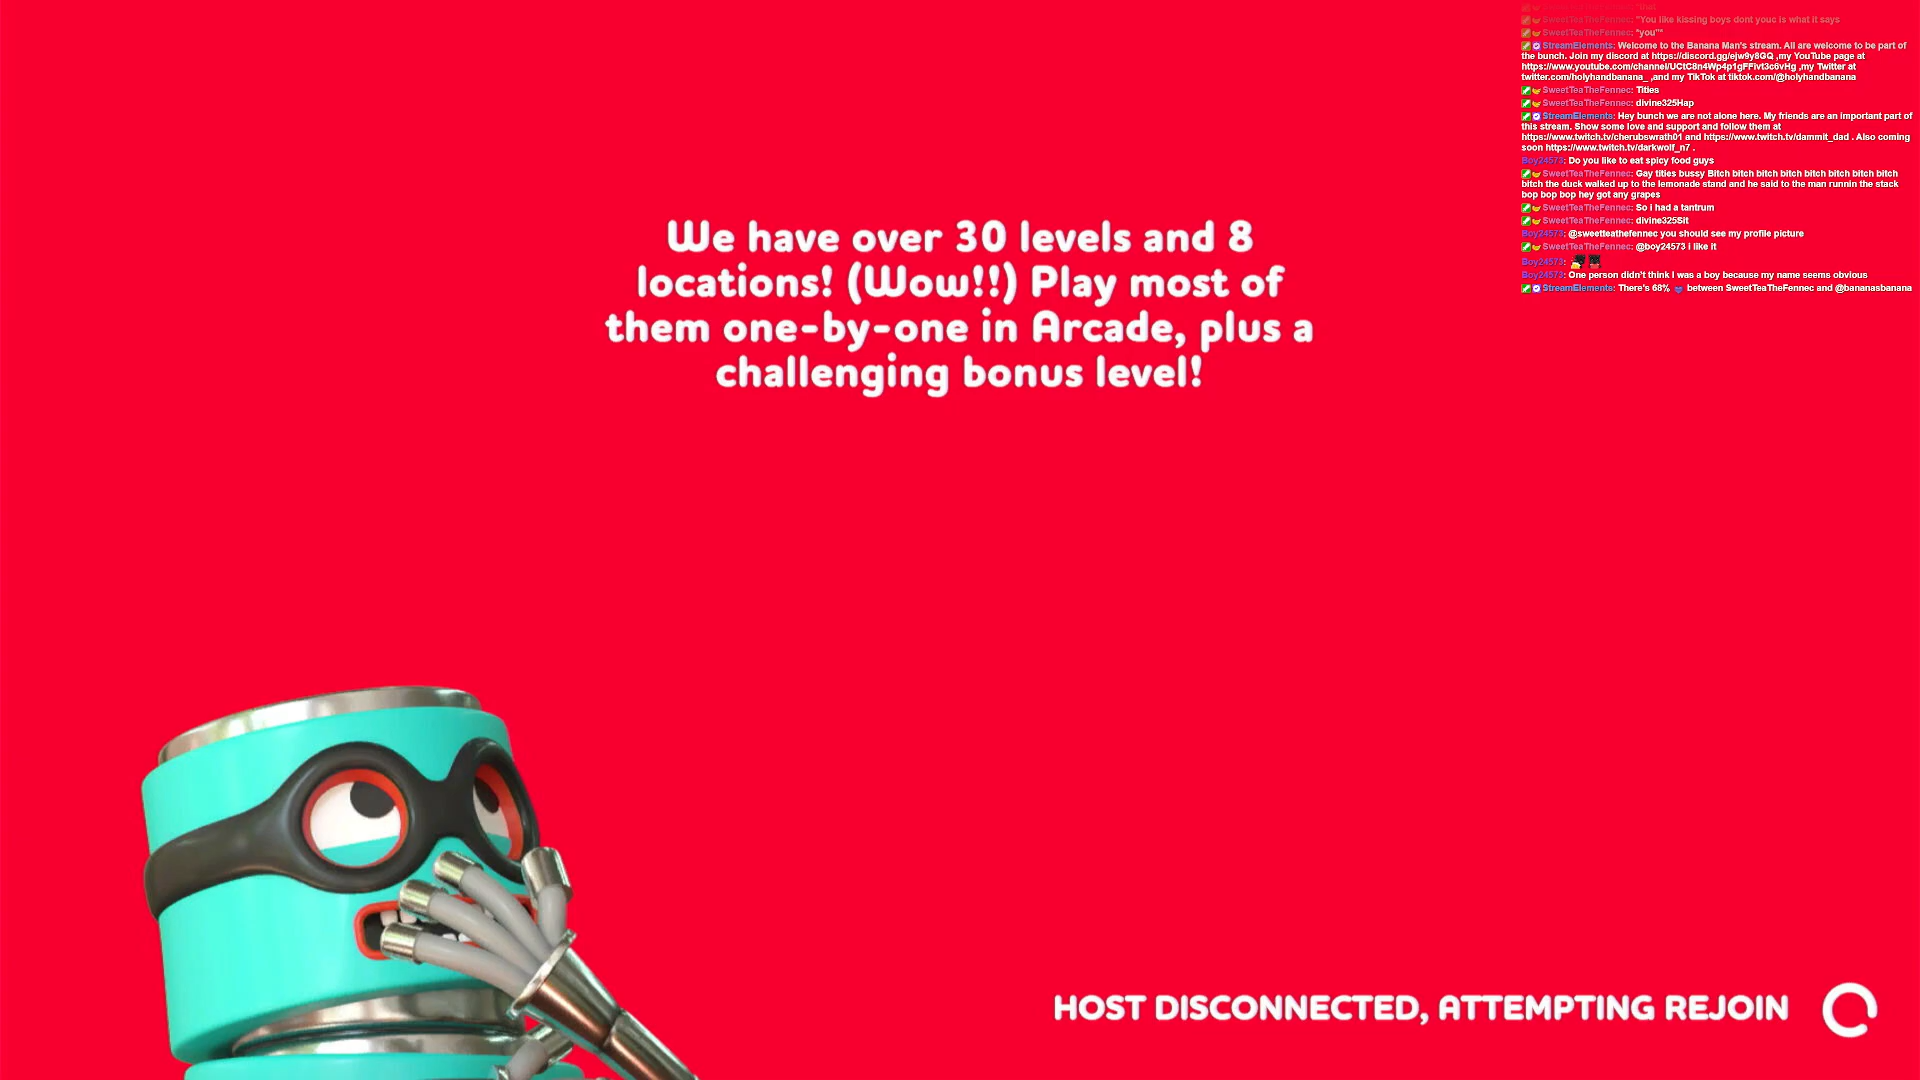 We have over 30 levels and 8
locations! (Wow!!) Play most of
them one-by-one in Arcade, plus a
challenging bonus level!
SweetTeaTheFennec: "You like kissing boys dont youc is what it says
SweetTeaTheFennec: "you"*
StreamElements: Welcome to the Banana Man's stream. All are welcome to be part of
the bunch. Join my discord at https://discord.gg/ejw9y8GQ ,my YouTube page at
https://www.youtube.com/channel/UCtC8n4Wp4p1gFFivt3c6vHg ,my Twitter at
twitter.com/holyhandbanana_ ,and my TikTok at tiktok.com/@holyhandbanana
SweetTeaTheFennec: Tities
SweetTeaTheFennec: divine325Hap
StreamElements: Hey bunch we are not alone here. My friends are an important part of
this stream. Show some love and support and follow them at
https://www.twitch.tv/cherubswrath01 and https://www.twitch.tv/dammit_dad . Also coming
soon https://www.twitch.tv/darkwolf_n7 .
Boy24573: Do you like to eat spicy food guys
SweetTeaTheFennec: Gay tities bussy Bitch bitch bitch bitch bitch bitch bitch bitch
bitch the duck walked up to the lemonade stand and he said to the man runnin the stack
bop bop bop hey got any grapes
SweetTeaTheFennec: So I had a tantrum
SweetTeaTheFennec: divine325Sit
Boy24573: @sweetteathefennec you should see my profile picture
SweetTeaTheFennec: @boy24573 I like it
Boy24573:
Boy24573: One person didn't think I was a boy because my name seems obvious
StreamElements: There's 68% between SweetTeaTheFennec and @bananasbanana
HOST DISCONNECTED, ATTEMPTING REJOIN